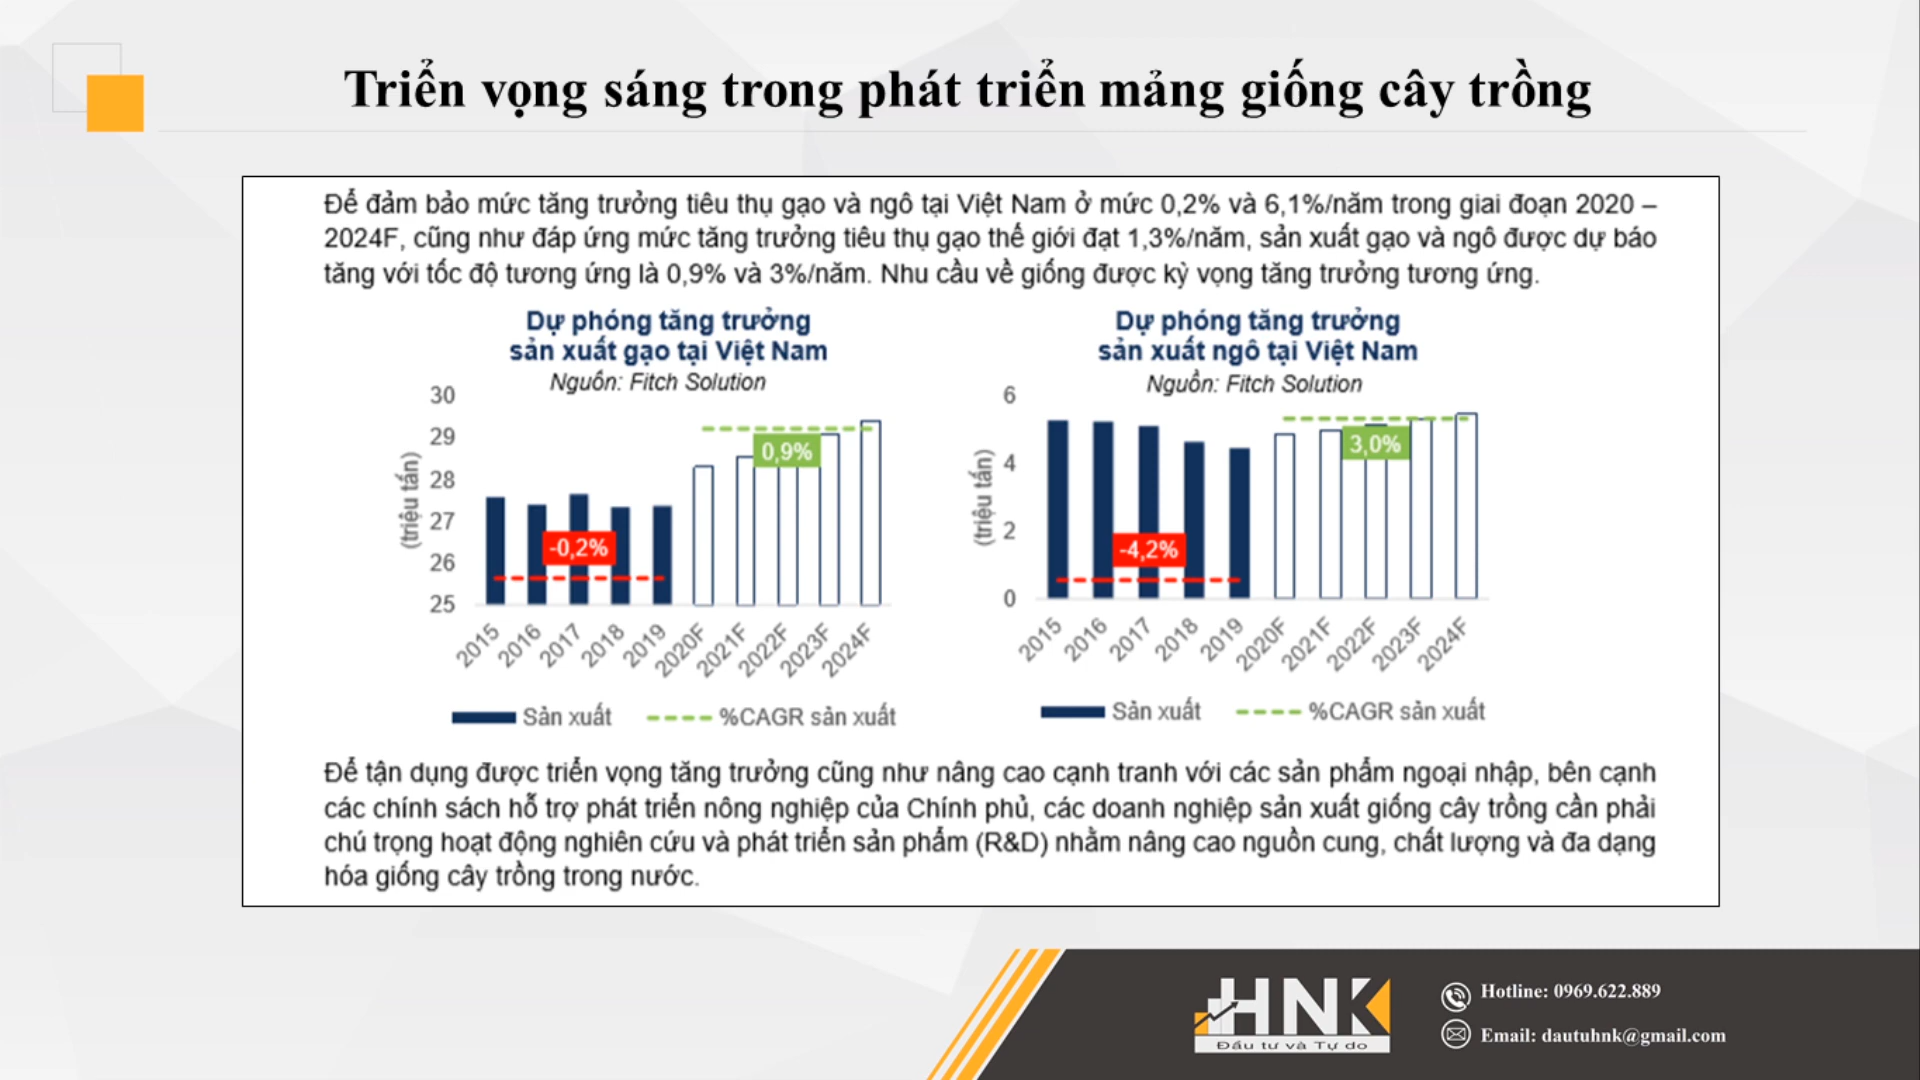 Triển vọng sáng trong phát triển mảng giống cây trồng
Để đảm bảo mức tăng trưởng tiêu thụ gạo và ngô tại Việt Nam ở mức 0,2% và 6,1%/năm trong giai đoạn 2020 –
2024F, cũng như đáp ứng mức tăng trưởng tiêu thụ gạo thế giới đạt 1,3%/năm, sản xuất gạo và ngô được dự báo
tăng với tốc độ tương ứng là 0,9% và 3%/năm. Nhu cầu về giống được kỳ vọng tăng trưởng tương ứng.
Dự phóng tăng trưởng
sản xuất gạo tại Việt Nam
Nguồn: Fitch Solution
(triệu tấn)
30
29
28
27
26
25
0,9%
-0,2%
2015
2016
2017
2018
2019
2020F
2021F
2022F
2023F
2024F
Sản xuất
%CAGR sản xuất
Dự phóng tăng trưởng
sản xuất ngô tại Việt Nam
Nguồn: Fitch Solution
(triệu tấn)
6
4
2
0
3,0%
-4,2%
2015
2016
2017
2018
2019
2020F
2021F
2022F
2023F
2024F
Sản xuất
%CAGR sản xuất
Để tận dụng được triển vọng tăng trưởng cũng như nâng cao cạnh tranh với các sản phẩm ngoại nhập, bên cạnh
các chính sách hỗ trợ phát triển nông nghiệp của Chính phủ, các doanh nghiệp sản xuất giống cây trồng cần phải
chú trọng hoạt động nghiên cứu và phát triển sản phẩm (R&D) nhằm nâng cao nguồn cung, chất lượng và đa dạng
hóa giống cây trồng trong nước.
HNK
Đầu tư và Tự do
Hotline: 0969.622.889
Email: dautuhnk@gmail.com